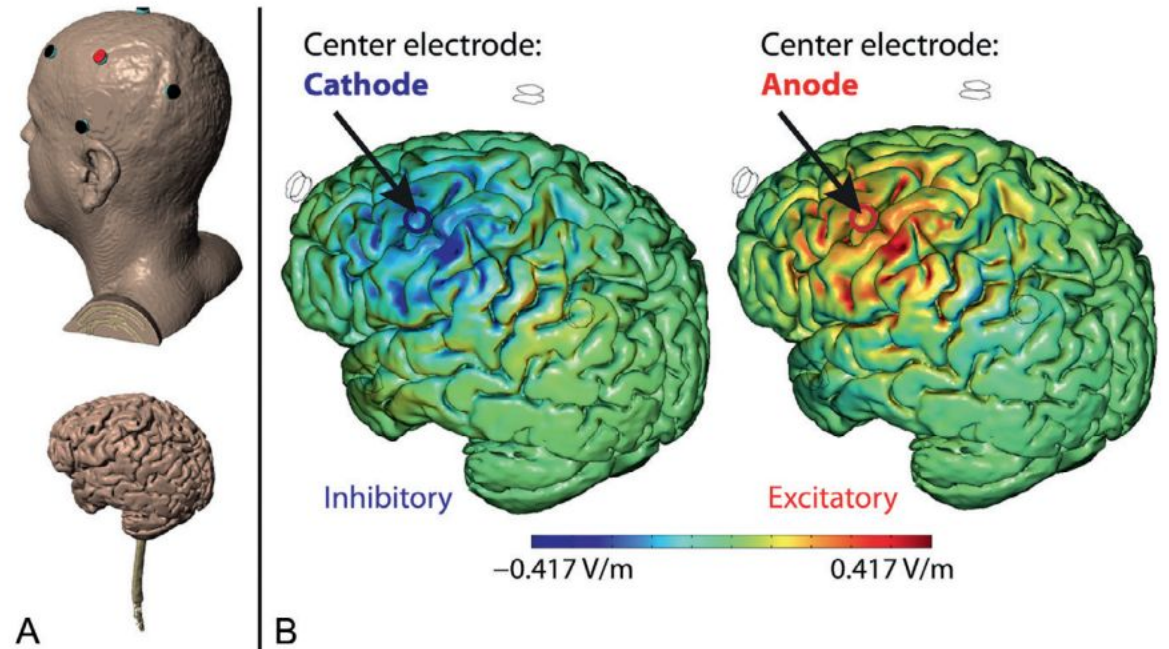 Center electrode:
Cathode
Center electrode:
Anode
Inhibitory
Excitatory
−0.417 V/m
0.417 V/m
A
B